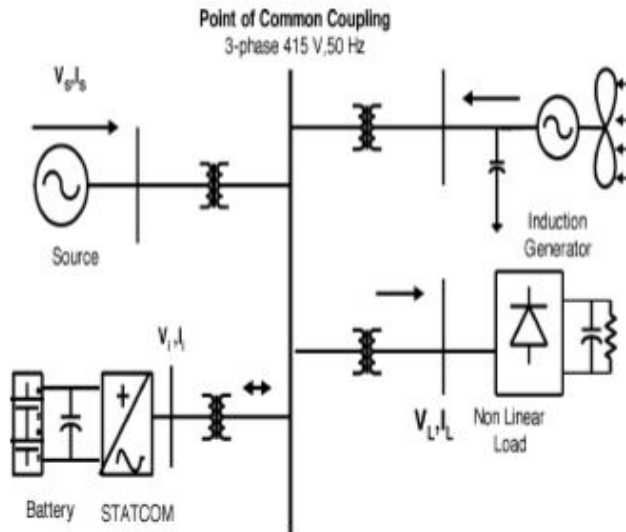 Point of Common Coupling
3-phase 415 V,50 Hz
Vs,Is
Source
Induction
Generator
Vi,Ii
VL,IL
Non Linear
Load
Battery
STATCOM